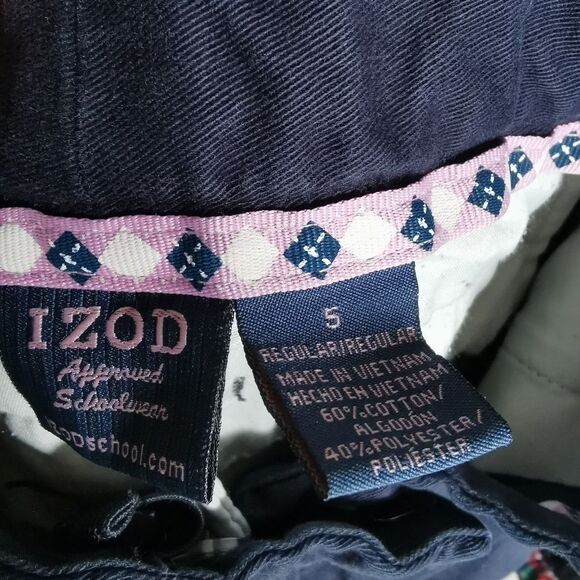 IZOD
Approved
Schoolwear
IZODschool.com
5
REGULAR/REGULAR
MADE IN VIETNAM
HECHO EN VIETNAM
60% COTTON/
ALGODÓN
40% POLYESTER/
POLIÉSTER